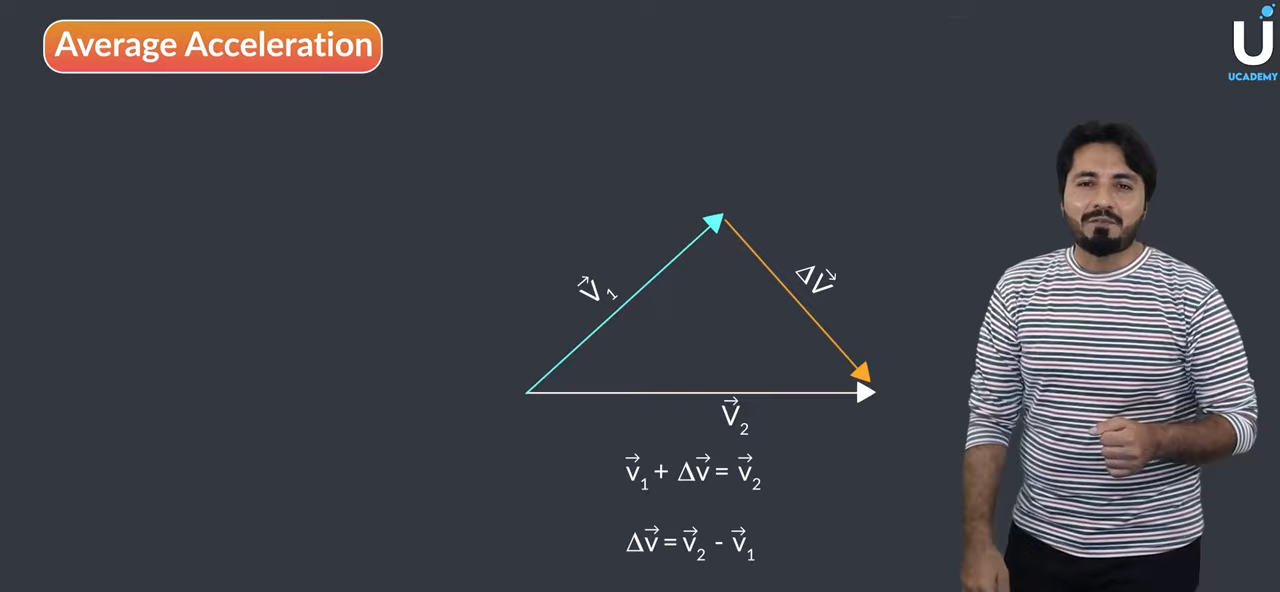 Average Acceleration
U
UCADEMY
V⃗₁
ΔV⃗
V⃗₂
v⃗₁ + Δv⃗ = v⃗₂
Δv⃗ = v⃗₂ - v⃗₁